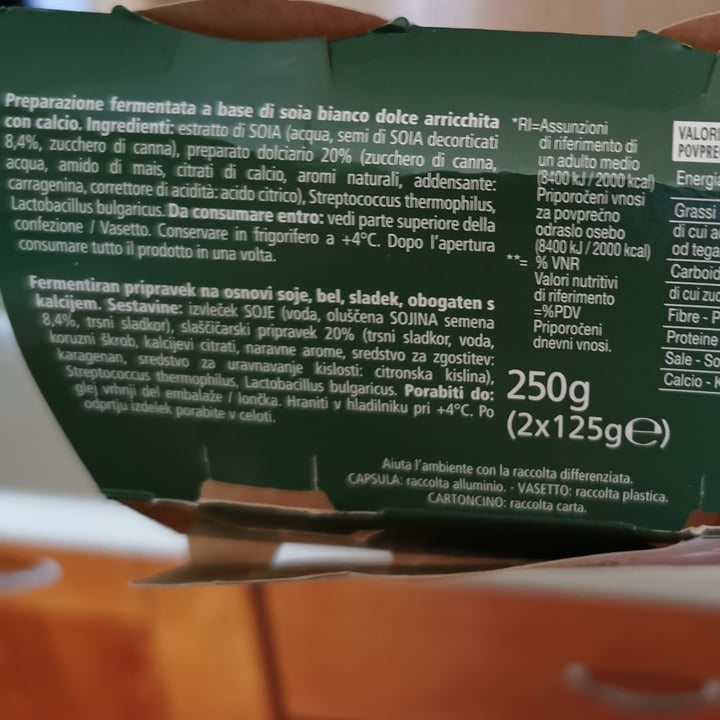 Preparazione fermentata a base di soia bianco dolce arricchita
con calcio. Ingredienti: estratto di SOIA (acqua, semi di SOIA decorticati
8,4%, zucchero di canna), preparato dolciario 20% (zucchero di canna,
acqua, amido di mais, citrati di calcio, aromi naturali, addensante:
carragenina, correttore di acidità: acido citrico), Streptococcus thermophilus,
Lactobacillus bulgaricus. Da consumare entro: vedi parte superiore della
confezione / Vasetto. Conservare in frigorifero a +4°C. Dopo l'apertura
consumare tutto il prodotto in una volta.
Fermentiran pripravek na osnovi soje, bel, sladek, obogaten s
kalcijem. Sestavine: izvleček SOJE (voda, oluščena SOJINA semena
8,4%, trsni sladkor), slaščičarski pripravek 20% (trsni sladkor, voda,
koruzni škrob, kalcijevi citrati, naravne arome, sredstvo za zgostitev:
karagenan, sredstvo za uravnavanje kislosti: citronska kislina),
Streptococcus thermophilus, Lactobacillus bulgaricus. Porabiti do:
glej vrhnji del embalaže / lončka. Hraniti v hladilniku pri +4°C. Po
odprtju izdelek porabite v celoti.
*RI=Assunzioni
di riferimento di
un adulto medio
(8400 kJ / 2000 kcal)
Priporočeni vnosi
za povprečno
odraslo osebo
(8400 kJ / 2000 kcal)
**= % VNR
Valori nutritivi
di riferimento
=%PDV
Priporočeni
dnevni vnosi.
250g
(2x125g℮)
Aiuta l'ambiente con la raccolta differenziata.
CAPSULA: raccolta alluminio. - VASETTO: raccolta plastica.
CARTONCINO: raccolta carta.
VALORI
POVPRE
Energia
Grassi
di cui a
od tega
Carboid
di cui zu
Fibre - P
Proteine
Sale - So
Calcio - K